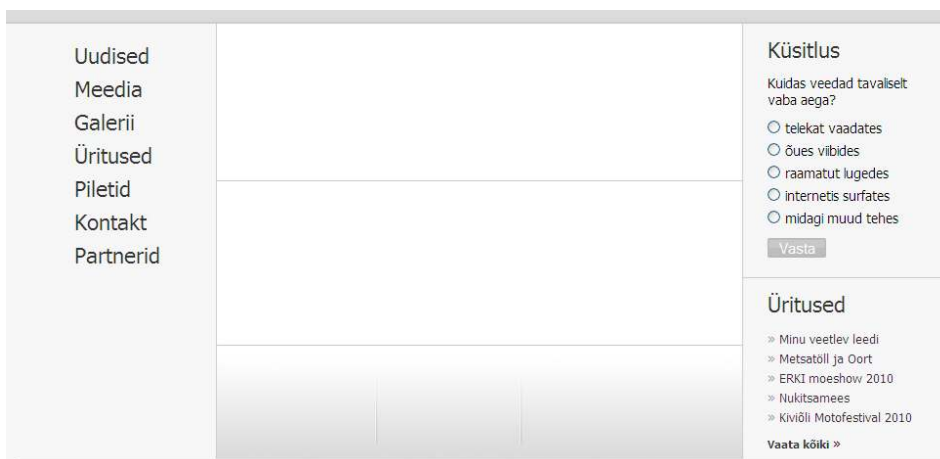 Uudised
Meedia
Galerii
Üritused
Piletid
Kontakt
Partnerid
Küsitlus
Kuidas veedad tavaliselt
vaba aega?
telekat vaadates
õues viibides
raamatut lugedes
internetis surfates
midagi muud tehes
Vasta
Üritused
» Minu veetlev leedi
» Metsatöll ja Oort
» ERKI moeshow 2010
» Nukitsamees
» Kiviõli Motofestival 2010
Vaata kõiki »